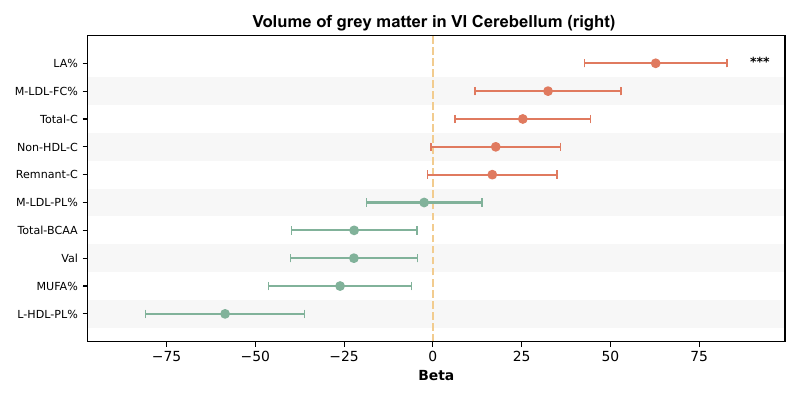 Volume of grey matter in VI Cerebellum (right)
LA%
***
M-LDL-FC%
Total-C
Non-HDL-C
Remnant-C
M-LDL-PL%
Total-BCAA
Val
MUFA%
L-HDL-PL%
−75 −50 −25 0 25 50 75
Beta